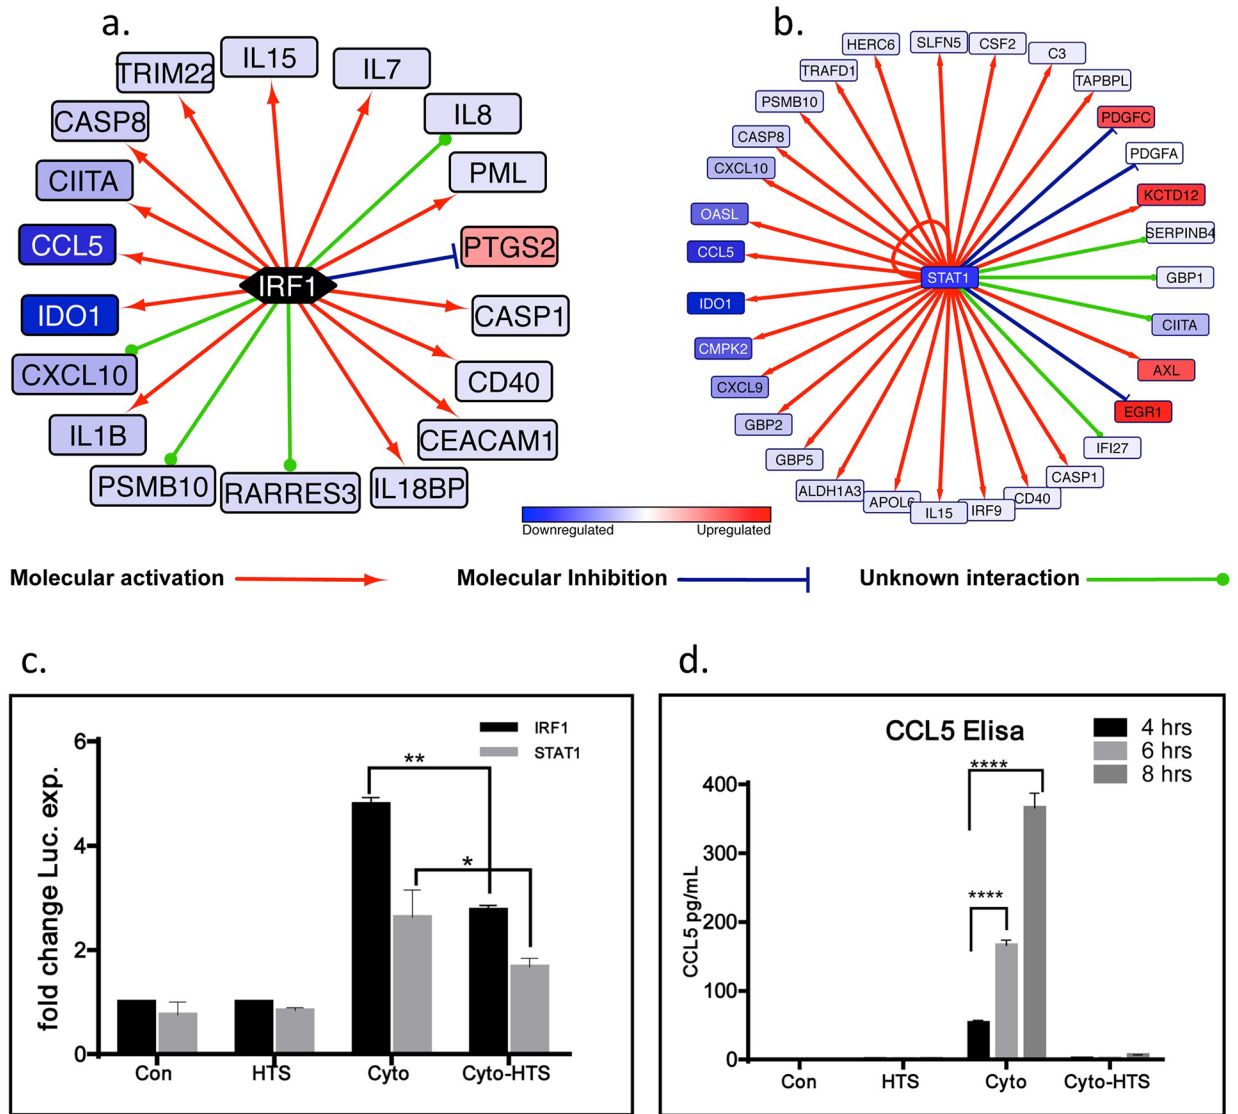 a.
TRIM22
IL15
IL7
CASP8
IL8
CIITA
PML
CCL5
PTGS2
IRF1
IDO1
CASP1
CXCL10
CD40
IL1B
CEACAM1
PSMB10
RARRES3
IL18BP
b.
HERC6
SLFN5
CSF2
C3
TRAFD1
TAPBPL
PSMB10
PDGFC
CASP8
PDGFA
CXCL10
KCTD12
OASL
SERPINB4
CCL5
STAT1
GBP1
IDO1
CIITA
CMPK2
AXL
CXCL9
EGR1
GBP2
IFI27
GBP5
CASP1
ALDH1A3
APOL6
IL15
IRF9
CD40
Downregulated
Upregulated
Molecular activation
Molecular Inhibition
Unknown interaction
c.
IRF1
STAT1
fold change Luc. exp.
6
4
2
0
**
*
Con
HTS
Cyto
Cyto-HTS
d.
CCL5 Elisa
4 hrs
6 hrs
8 hrs
CCL5 pg/mL
400
300
200
100
0
****
****
Con
HTS
Cyto
Cyto-HTS